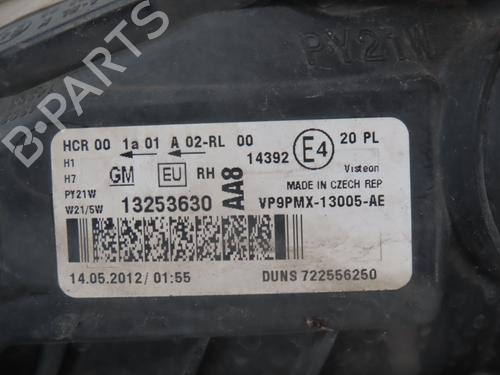 PY21W
HCR 00 1a 01 A 02-RL 00
14392 E4 20 PL
H1
H7 GM EU RH Visteon
PY21W AA8 MADE IN CZECH REP
W21/5W 13253630 VP9PMX-13005-AE
14.05.2012/ 01:55 DUNS 722556250
B-PARTS